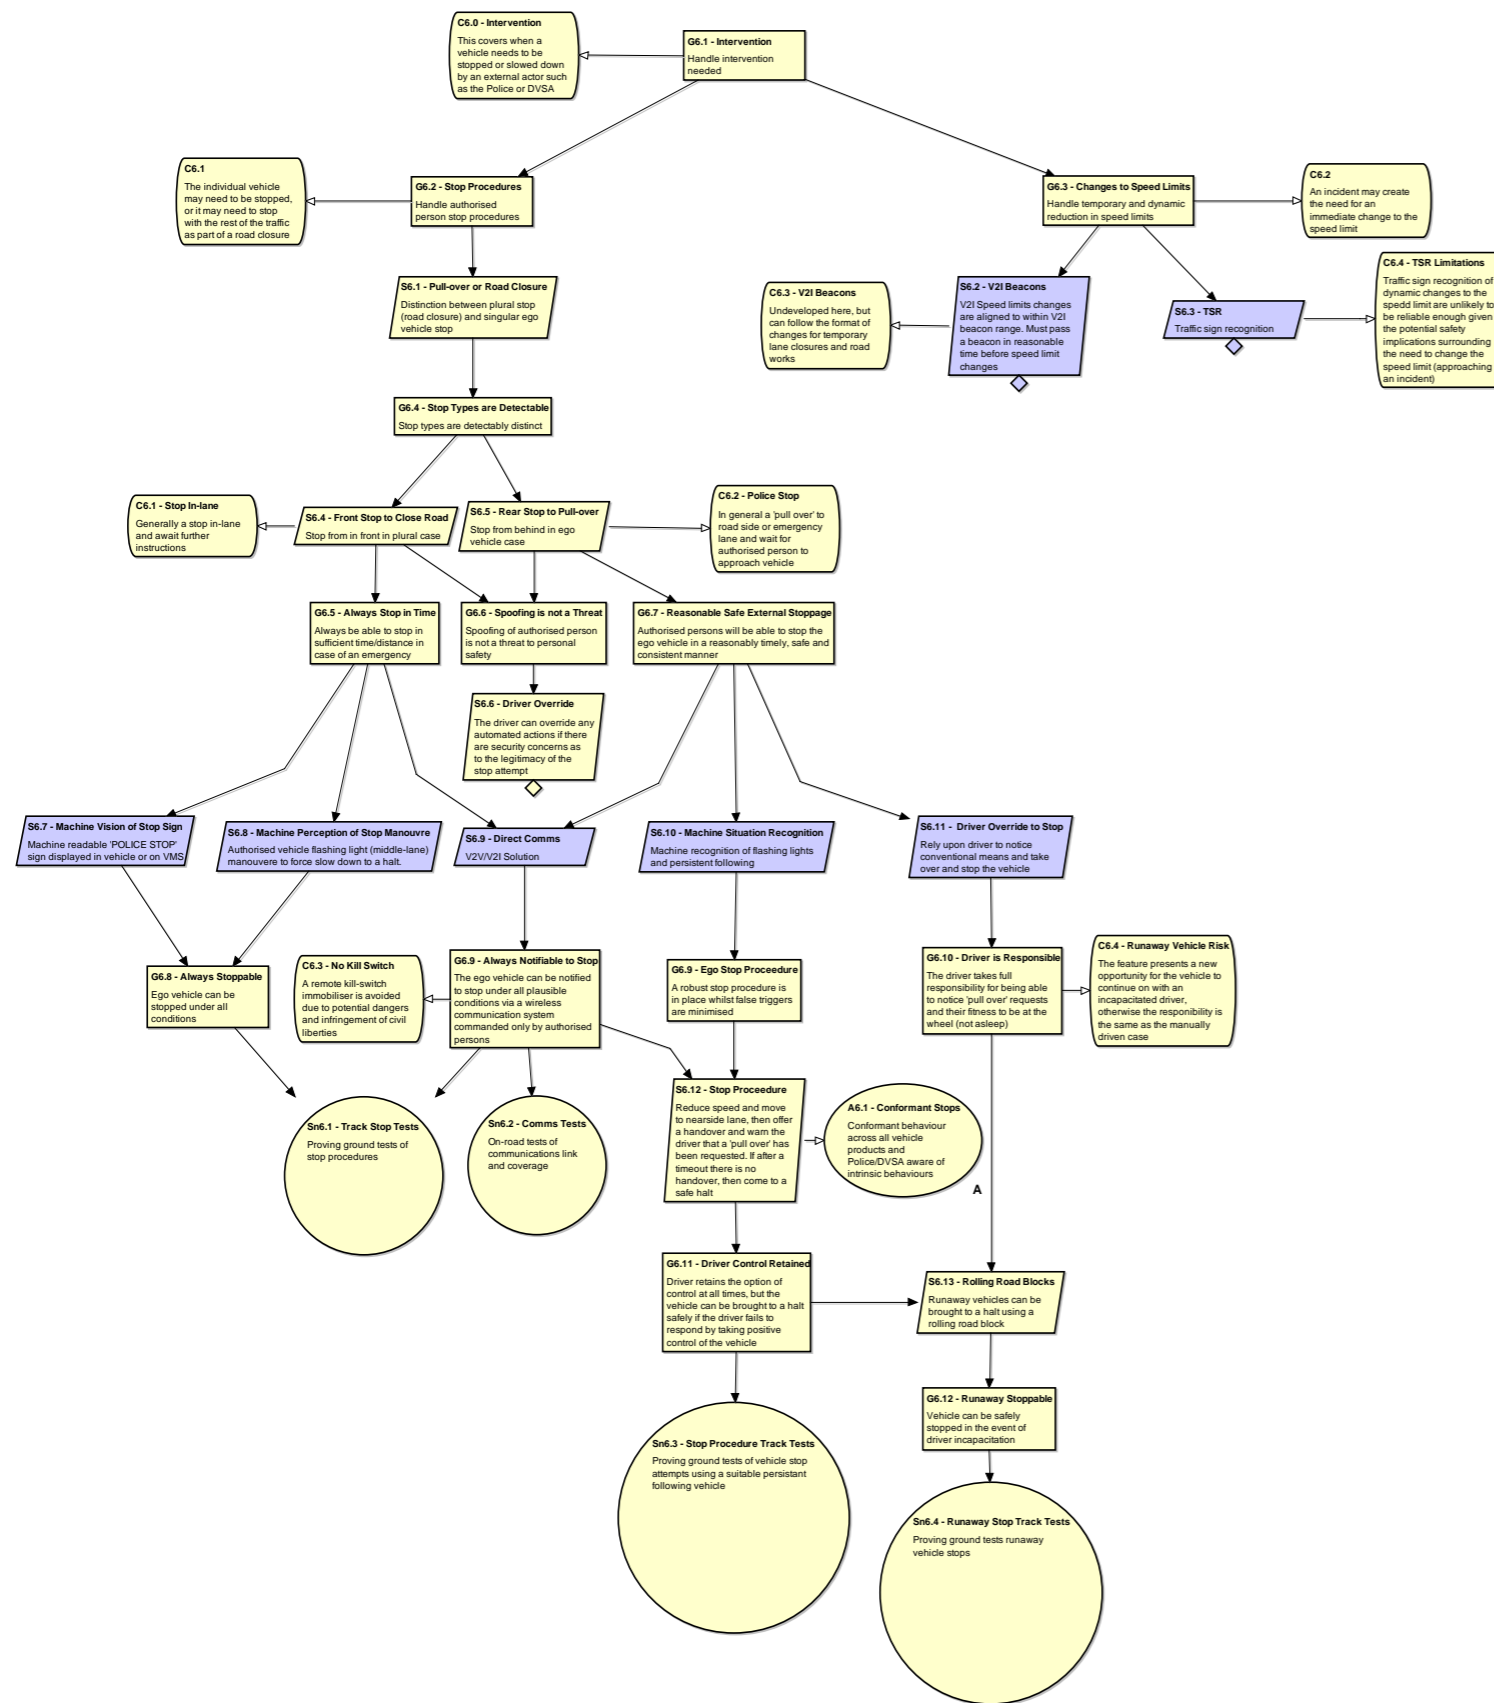 C6.0 - Intervention
This covers when a
vehicle needs to be
stopped or slowed down
by an external actor such
as the Police or DVSA
G6.1 - Intervention
Handle intervention
needed
C6.1
The individual vehicle
may need to be stopped,
or it may need to stop
with the rest of the traffic
as part of a road closure
G6.2 - Stop Procedures
Handle authorised
person stop procedures
G6.3 - Changes to Speed Limits
Handle temporary and dynamic
reduction in speed limits
C6.2
An incident may create
the need for an
immediate change to the
speed limit
S6.1 - Pull-over or Road Closure
Distinction between plural stop
(road closure) and singular ego
vehicle stop
C6.3 - V2I Beacons
Undeveloped here, but
can follow the format of
changes for temporary
lane closures and road
works
S6.2 - V2I Beacons
V2I Speed limits changes
are aligned to within V2I
beacon range. Must pass
a beacon in reasonable
time before speed limit
changes
S6.3 - TSR
Traffic sign recognition
C6.4 - TSR Limitations
Traffic sign recognition of
dynamic changes to the
spedd limit are unlikely to
be reliable enough given
the potential safety
implications surrounding
the need to change the
speed limit (approaching
an incident)
G6.4 - Stop Types are Detectable
Stop types are detectably distinct
C6.1 - Stop In-lane
Generally a stop in-lane
and await further
instructions
S6.4 - Front Stop to Close Road
Stop from in front in plural case
S6.5 - Rear Stop to Pull-over
Stop from behind in ego
vehicle case
C6.2 - Police Stop
In general a 'pull over' to
road side or emergency
lane and wait for
authorised person to
approach vehicle
G6.5 - Always Stop in Time
Always be able to stop in
sufficient time/distance in
case of an emergency
G6.6 - Spoofing is not a Threat
Spoofing of authorised person
is not a threat to personal
safety
G6.7 - Reasonable Safe External Stoppage
Authorised persons will be able to stop the
ego vehicle in a reasonably timely, safe and
consistent manner
S6.6 - Driver Override
The driver can override any
automated actions if there
are security concerns as
to the legitimacy of the
stop attempt
S6.7 - Machine Vision of Stop Sign
Machine readable 'POLICE STOP'
sign displayed in vehicle or on VMS
S6.8 - Machine Perception of Stop Manouvre
Authorised vehicle flashing light (middle-lane)
manouvere to force slow down to a halt.
S6.9 - Direct Comms
V2V/V2I Solution
S6.10 - Machine Situation Recognition
Machine recognition of flashing lights
and persistent following
S6.11 -  Driver Override to Stop
Rely upon driver to notice
conventional means and take
over and stop the vehicle
G6.8 - Always Stoppable
Ego vehicle can be
stopped under all
conditions
C6.3 - No Kill Switch
A remote kill-switch
immobiliser is avoided
due to potential dangers
and infringement of civil
liberties
G6.9 - Always Notifiable to Stop
The ego vehicle can be notified
to stop under all plausible
conditions via a wireless
communication system
commanded only by authorised
persons
G6.9 - Ego Stop Proceedure
A robust stop procedure is
in place whilst false triggers
are minimised
G6.10 - Driver is Responsible
The driver takes full
responsibility for being able
to notice 'pull over' requests
and their fitness to be at the
wheel (not asleep)
C6.4 - Runaway Vehicle Risk
The feature presents a new
opportunity for the vehicle to
continue on with an
incapacitated driver,
otherwise the responibility is
the same as the manually
driven case
Sn6.1 - Track Stop Tests
Proving ground tests of
stop procedures
Sn6.2 - Comms Tests
On-road tests of
communications link
and coverage
S6.12 - Stop Proceedure
Reduce speed and move
to nearside lane, then offer
a handover and warn the
driver that a 'pull over' has
been requested. If after a
timeout there is no
handover, then come to a
safe halt
A6.1 - Conformant Stops
Conformant behaviour
across all vehicle
products and
Police/DVSA aware of
intrinsic behaviours
A
G6.11 - Driver Control Retained
Driver retains the option of
control at all times, but the
vehicle can be brought to a halt
safely if the driver fails to
respond by taking positive
control of the vehicle
S6.13 - Rolling Road Blocks
Runaway vehicles can be
brought to a halt using a
rolling road block
G6.12 - Runaway Stoppable
Vehicle can be safely
stopped in the event of
driver incapacitation
Sn6.3 - Stop Procedure Track Tests
Proving ground tests of vehicle stop
attempts using a suitable persistant
following vehicle
Sn6.4 - Runaway Stop Track Tests
Proving ground tests runaway
vehicle stops